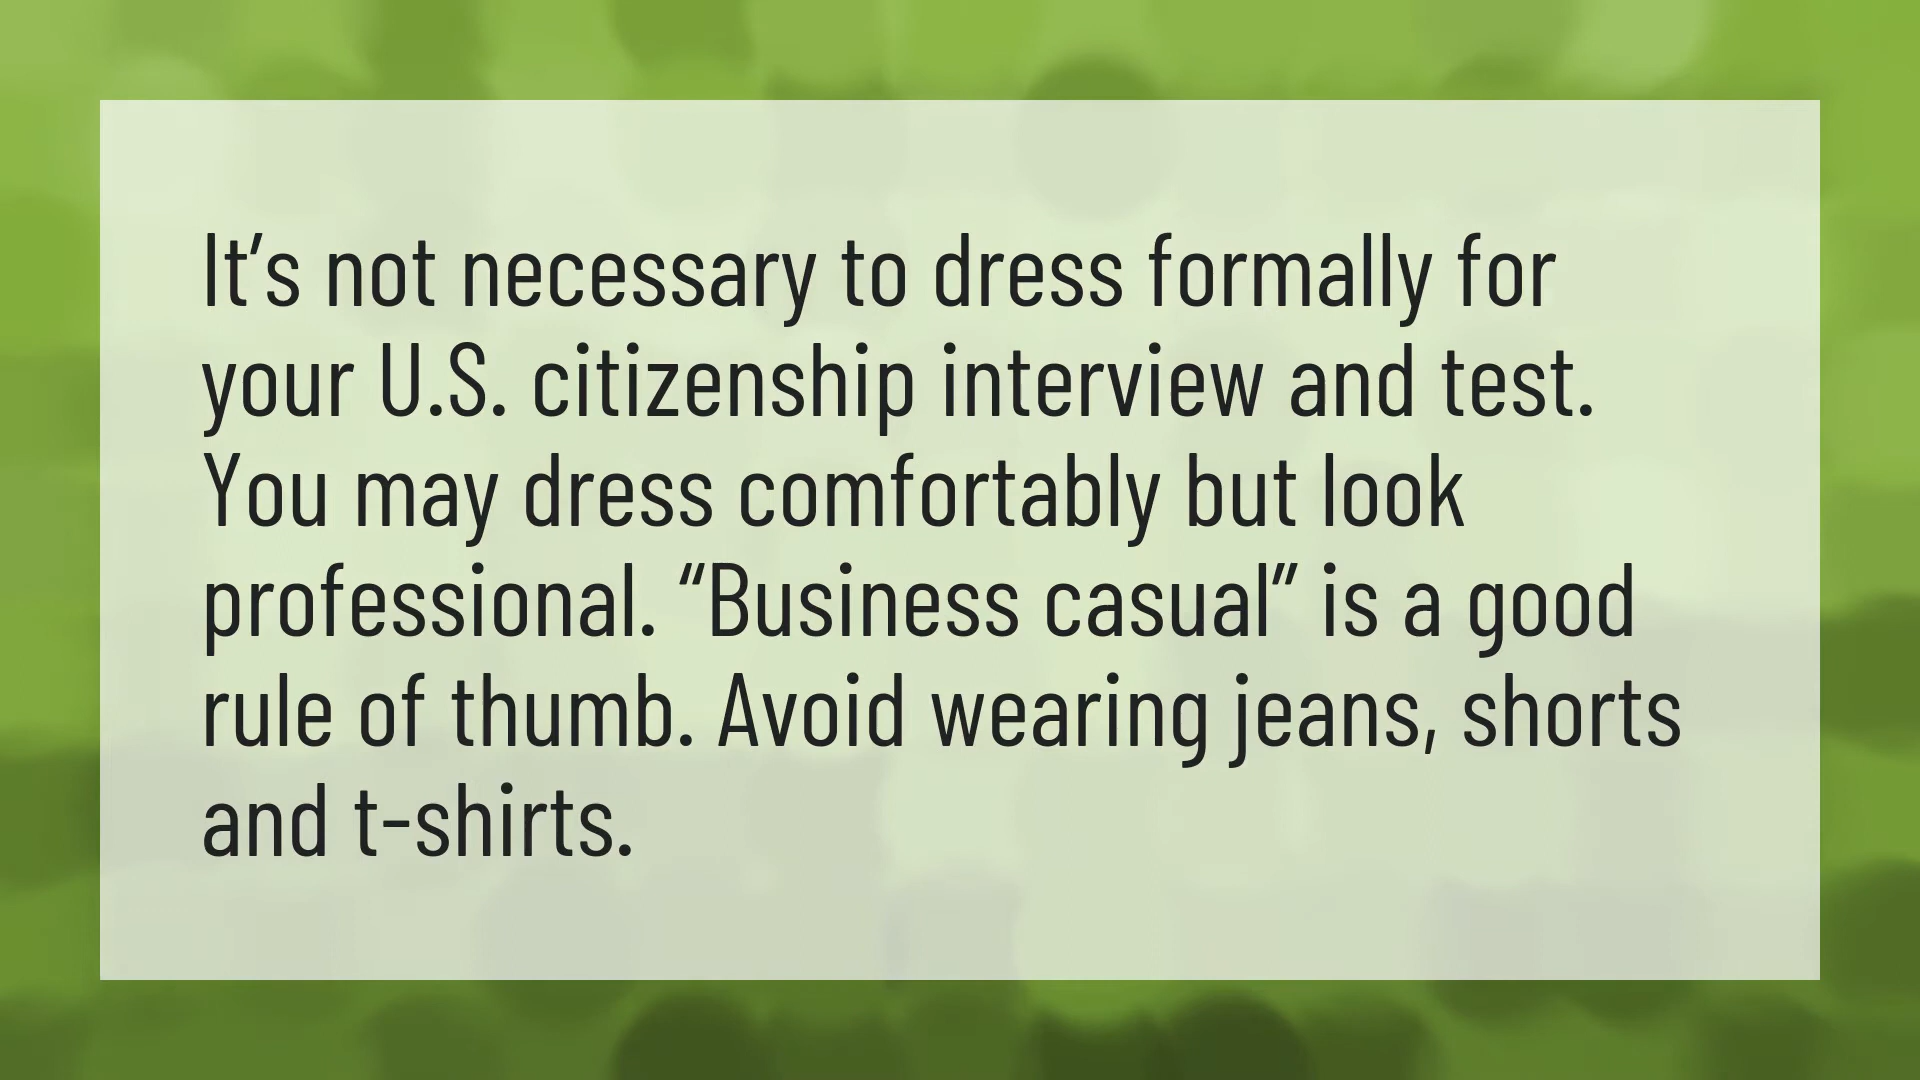 It’s not necessary to dress formally for
your U.S. citizenship interview and test.
You may dress comfortably but look
professional. “Business casual” is a good
rule of thumb. Avoid wearing jeans, shorts
and t-shirts.